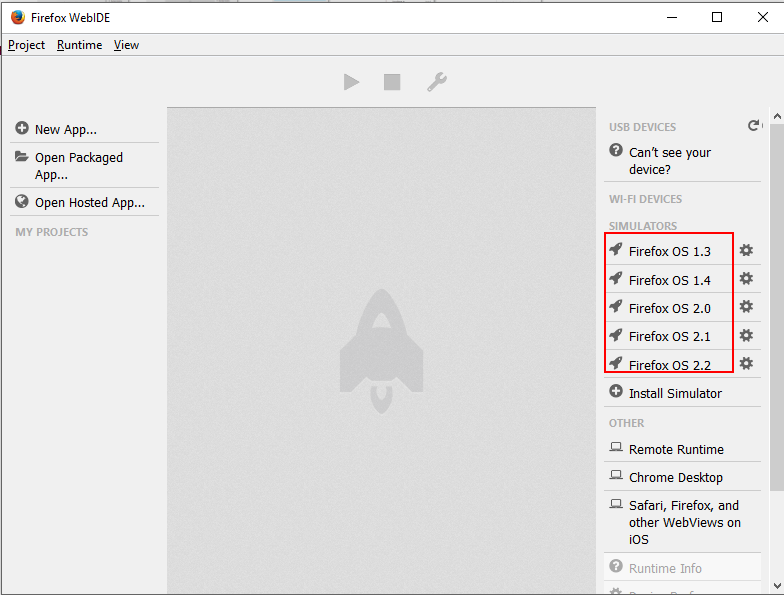 Firefox WebIDE
Project Runtime View
New App...
Open Packaged
App...
Open Hosted App...
MY PROJECTS
USB DEVICES
Can't see your
device?
WI-FI DEVICES
SIMULATORS
Firefox OS 1.3
Firefox OS 1.4
Firefox OS 2.0
Firefox OS 2.1
Firefox OS 2.2
Install Simulator
OTHER
Remote Runtime
Chrome Desktop
Safari, Firefox, and
other WebViews on
iOS
Runtime Info